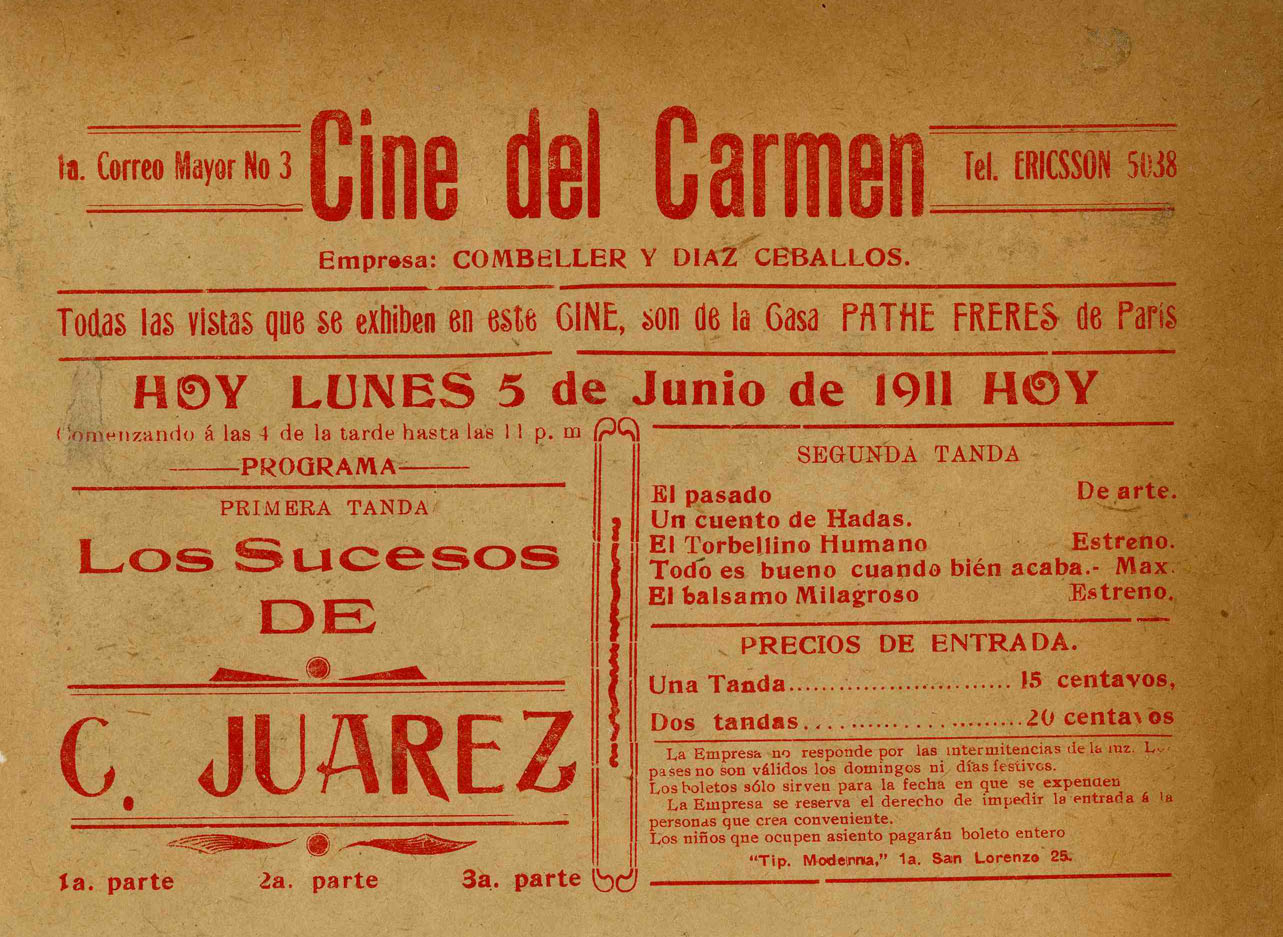 1a. Correo Mayor No 3
Cine del Carmen
Tel. ERICSSON 5038
Empresa: COMBELLER Y DIAZ CEBALLOS.
Todas las vistas que se exhiben en este GINE, son de la Gasa PATHE FRERES de París
HOY LUNES 5 de Junio de 1911 HOY
Comenzando á las 4 de la tarde hasta las 11 p. m
PROGRAMA
PRIMERA TANDA
Los Sucesos
DE
C. JUAREZ
1a. parte 2a. parte 3a. parte
SEGUNDA TANDA
El pasado De arte.
Un cuento de Hadas.
El Torbellino Humano Estreno.
Todo es bueno cuando bién acaba.- Max.
El balsamo Milagroso Estreno.
PRECIOS DE ENTRADA.
Una Tanda........................ 15 centavos,
Dos tandas........................20 centavos
La Empresa no responde por las intermitencias de la luz. Los
pases no son válidos los domingos ni días festivos.
Los boletos sólo sirven para la fecha en que se expenden
La Empresa se reserva el derecho de impedir la entrada á la
personas que crea conveniente.
Los niños qne ocupen asiento pagarán boleto entero
"Tip. Moderna," 1a. San Lorenzo 25.